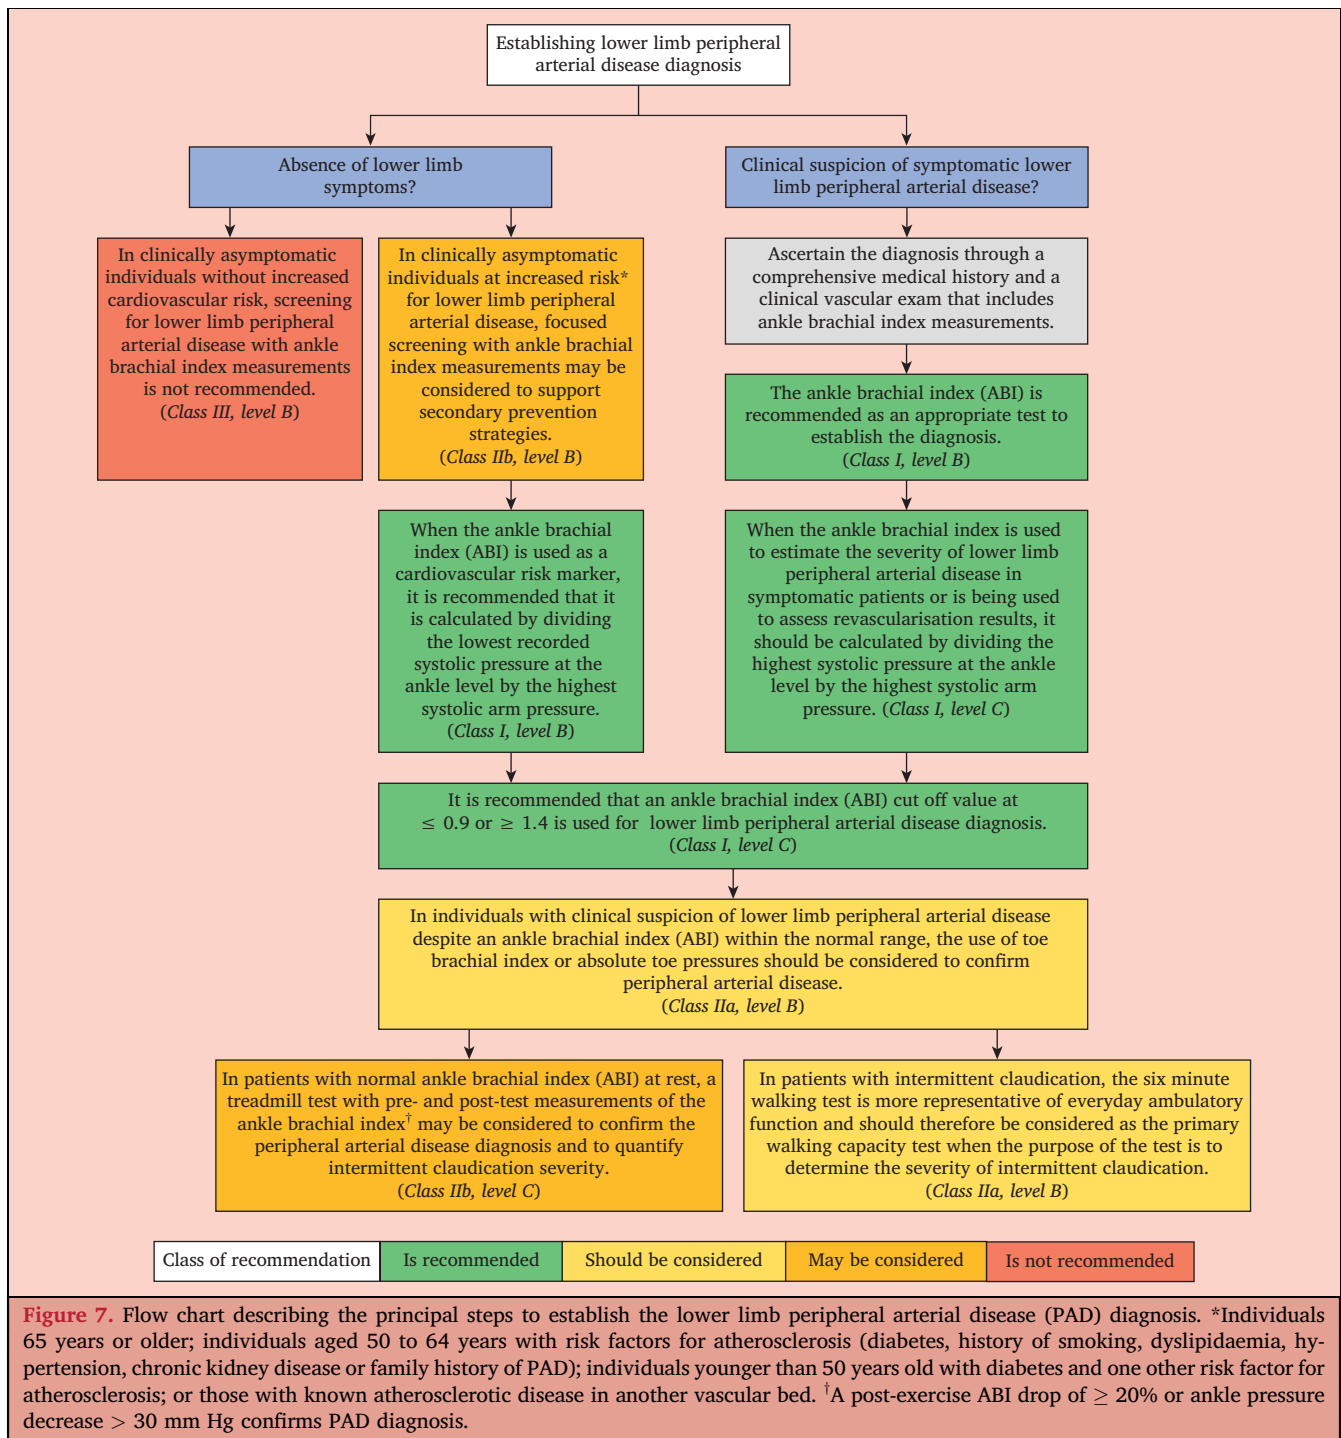 Establishing lower limb peripheral
arterial disease diagnosis
Absence of lower limb
symptoms?
Clinical suspicion of symptomatic lower
limb peripheral arterial disease?
In clinically asymptomatic
individuals without increased
cardiovascular risk, screening
for lower limb peripheral
arterial disease with ankle
brachial index measurements
is not recommended.
(Class III, level B)
In clinically asymptomatic
individuals at increased risk*
for lower limb peripheral
arterial disease, focused
screening with ankle brachial
index measurements may be
considered to support
secondary prevention
strategies.
(Class IIb, level B)
Ascertain the diagnosis through a
comprehensive medical history and a
clinical vascular exam that includes
ankle brachial index measurements.
The ankle brachial index (ABI) is
recommended as an appropriate test to
establish the diagnosis.
(Class I, level B)
When the ankle brachial
index (ABI) is used as a
cardiovascular risk marker,
it is recommended that it
is calculated by dividing
the lowest recorded
systolic pressure at the
ankle level by the highest
systolic arm pressure.
(Class I, level B)
When the ankle brachial index is used
to estimate the severity of lower limb
peripheral arterial disease in
symptomatic patients or is being used
to assess revascularisation results, it
should be calculated by dividing the
highest systolic pressure at the ankle
level by the highest systolic arm
pressure. (Class I, level C)
It is recommended that an ankle brachial index (ABI) cut off value at
≤ 0.9 or ≥ 1.4 is used for lower limb peripheral arterial disease diagnosis.
(Class I, level C)
In individuals with clinical suspicion of lower limb peripheral arterial disease
despite an ankle brachial index (ABI) within the normal range, the use of toe
brachial index or absolute toe pressures should be considered to confirm
peripheral arterial disease.
(Class IIa, level B)
In patients with normal ankle brachial index (ABI) at rest, a
treadmill test with pre- and post-test measurements of the
ankle brachial index† may be considered to confirm the
peripheral arterial disease diagnosis and to quantify
intermittent claudication severity.
(Class IIb, level C)
In patients with intermittent claudication, the six minute
walking test is more representative of everyday ambulatory
function and should therefore be considered as the primary
walking capacity test when the purpose of the test is to
determine the severity of intermittent claudication.
(Class IIa, level B)
Class of recommendation
Is recommended
Should be considered
May be considered
Is not recommended
Figure 7. Flow chart describing the principal steps to establish the lower limb peripheral arterial disease (PAD) diagnosis. *Individuals
65 years or older; individuals aged 50 to 64 years with risk factors for atherosclerosis (diabetes, history of smoking, dyslipidaemia, hy-
pertension, chronic kidney disease or family history of PAD); individuals younger than 50 years old with diabetes and one other risk factor for
atherosclerosis; or those with known atherosclerotic disease in another vascular bed. †A post-exercise ABI drop of ≥ 20% or ankle pressure
decrease > 30 mm Hg confirms PAD diagnosis.